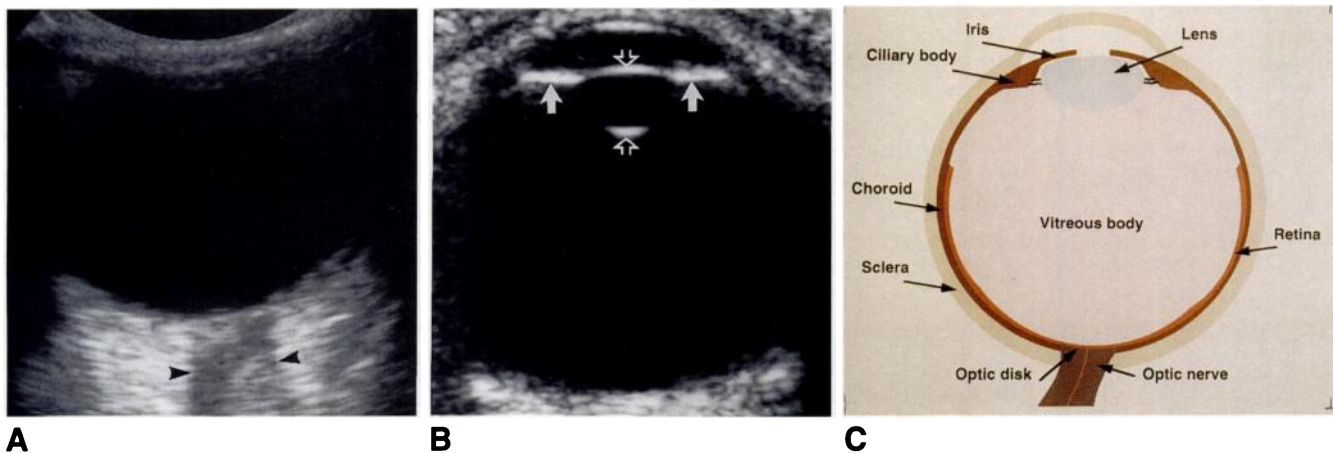 Iris
Lens
Ciliary body
Choroid
Vitreous body
Retina
Sclera
Optic disk
Optic nerve
A
B
C